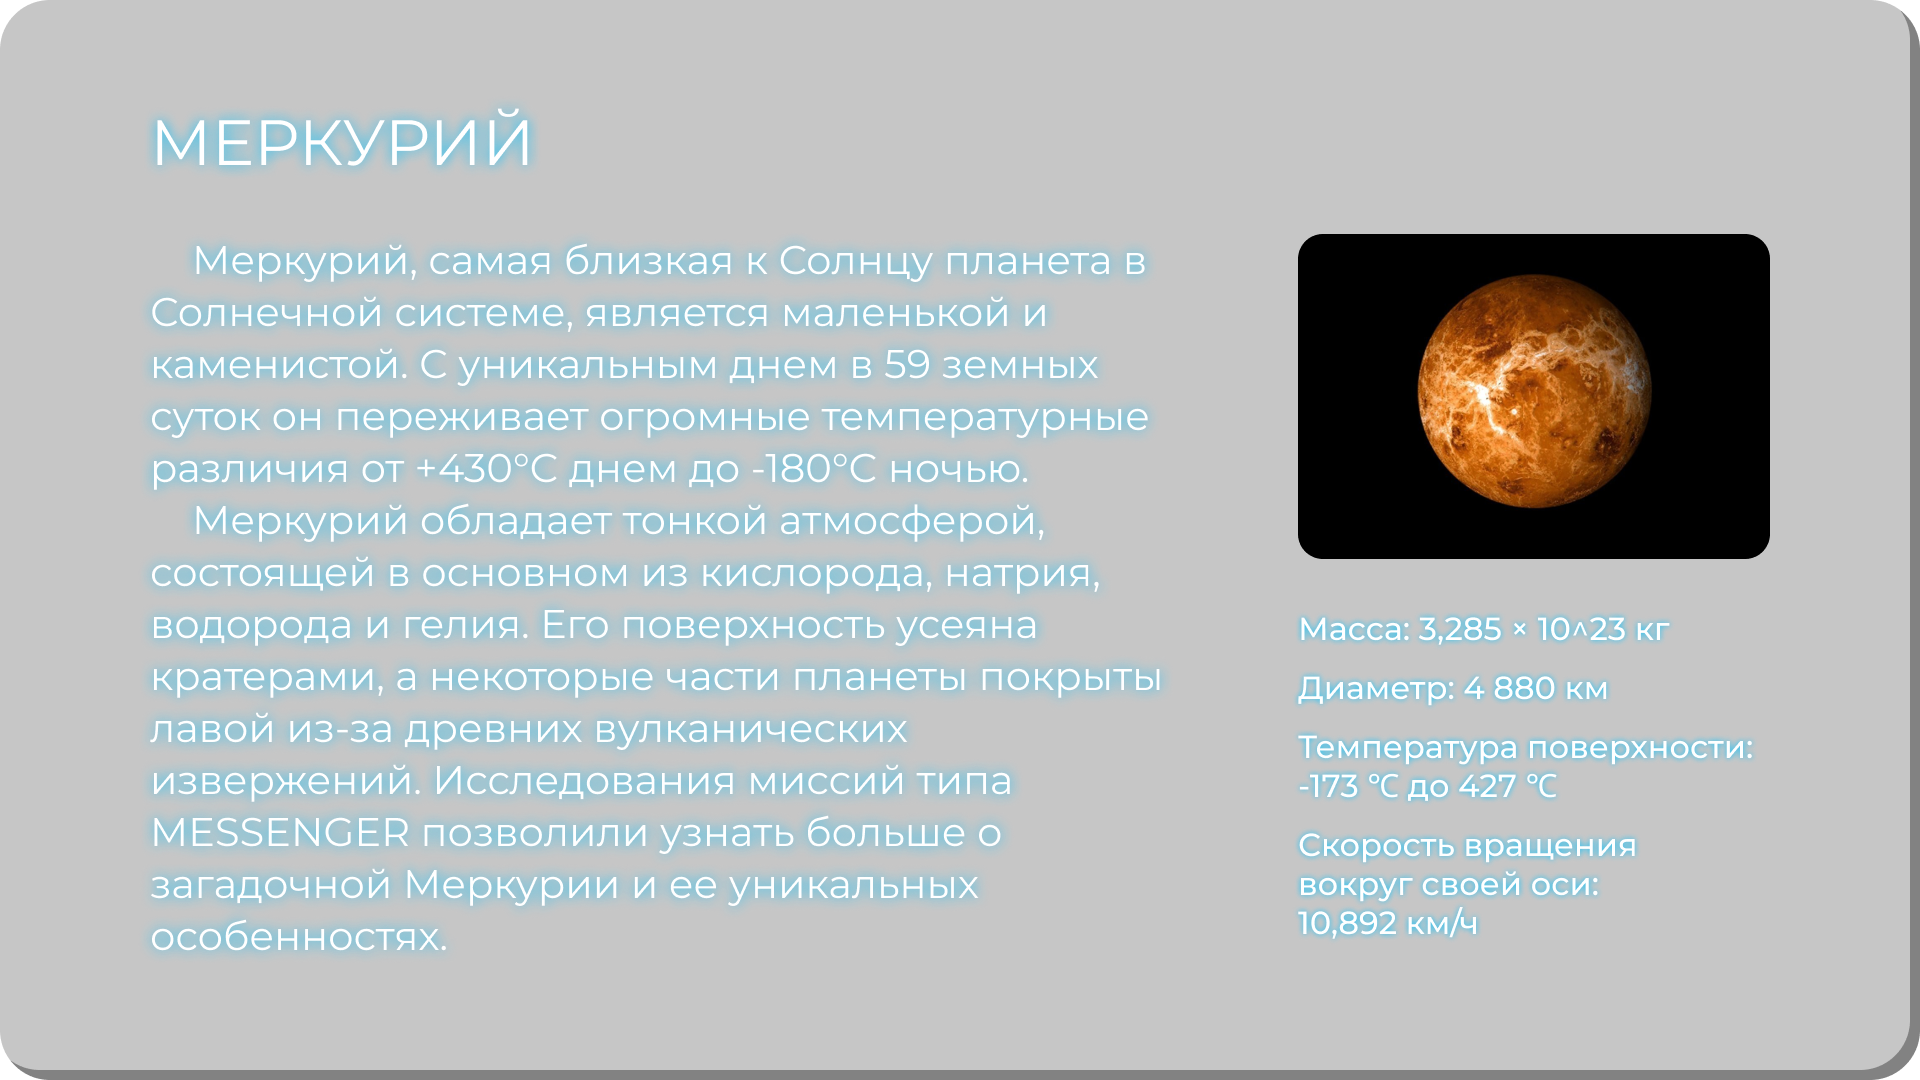 МЕРКУРИЙ
Меркурий, самая близкая к Солнцу планета в
Солнечной системе, является маленькой и
каменистой. С уникальным днем в 59 земных
суток он переживает огромные температурные
различия от +430°C днем до -180°C ночью.
Меркурий обладает тонкой атмосферой,
состоящей в основном из кислорода, натрия,
водорода и гелия. Его поверхность усеяна
кратерами, а некоторые части планеты покрыты
лавой из-за древних вулканических
извержений. Исследования миссий типа
MESSENGER позволили узнать больше о
загадочной Меркурии и ее уникальных
особенностях.
Масса: 3,285 × 10^23 кг
Диаметр: 4 880 км
Температура поверхности:
-173 ℃ до 427 ℃
Скорость вращения
вокруг своей оси:
10,892 км/ч